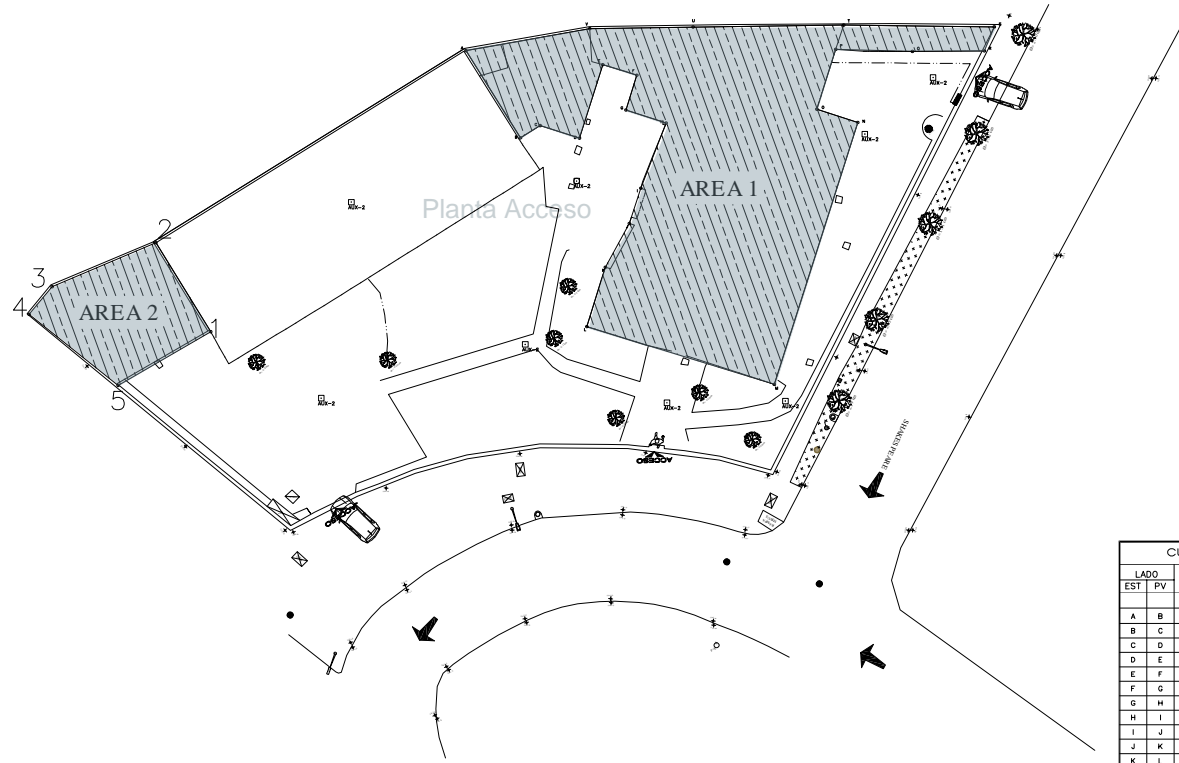 V
U
T
S
AUX-2
AUX-2
AREA 1
AUX-2
AUX-2
Planta Acceso
N
2
3
4
AREA 2
1
5
AUX-2
AUX-2
AUX-2
ACCESO
SHAKESPEARE
CU
LADO
EST PV
A B
B C
C D
D E
E F
F G
G H
H I
I J
J K
K L